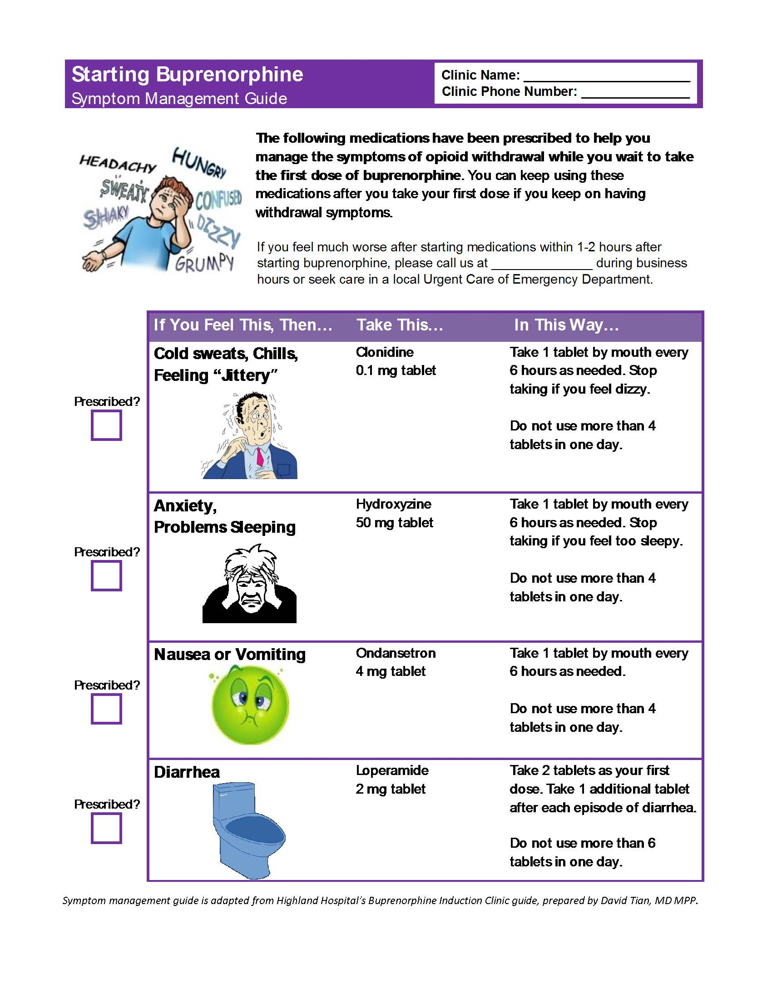 Starting Buprenorphine
Symptom Management Guide
Clinic Name: ______________________
Clinic Phone Number: ______________
HEADACHY
HUNGRY
SWEATY
CONFUSED
SHAKY
DIZZY
GRUMPY
The following medications have been prescribed to help you
manage the symptoms of opioid withdrawal while you wait to take
the first dose of buprenorphine. You can keep using these
medications after you take your first dose if you keep on having
withdrawal symptoms.
If you feel much worse after starting medications within 1-2 hours after
starting buprenorphine, please call us at ______________ during business
hours or seek care in a local Urgent Care of Emergency Department.
If You Feel This, Then… Take This… In This Way…
Prescribed?
Cold sweats, Chills,
Feeling “Jittery”
Clonidine
0.1 mg tablet
Take 1 tablet by mouth every
6 hours as needed. Stop
taking if you feel dizzy.
Do not use more than 4
tablets in one day.
Prescribed?
Anxiety,
Problems Sleeping
Hydroxyzine
50 mg tablet
Take 1 tablet by mouth every
6 hours as needed. Stop
taking if you feel too sleepy.
Do not use more than 4
tablets in one day.
Prescribed?
Nausea or Vomiting
Ondansetron
4 mg tablet
Take 1 tablet by mouth every
6 hours as needed.
Do not use more than 4
tablets in one day.
Prescribed?
Diarrhea
Loperamide
2 mg tablet
Take 2 tablets as your first
dose. Take 1 additional tablet
after each episode of diarrhea.
Do not use more than 6
tablets in one day.
Symptom management guide is adapted from Highland Hospital’s Buprenorphine Induction Clinic guide, prepared by David Tian, MD MPP.